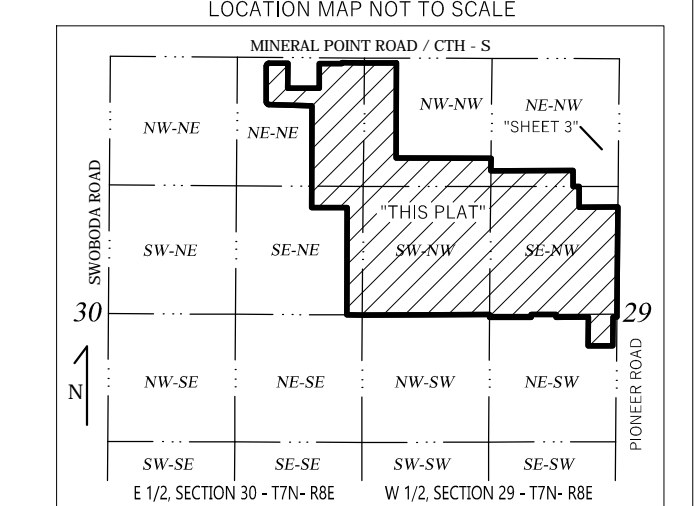 LOCATION MAP NOT TO SCALE
MINERAL POINT ROAD / CTH - S
NW-NE
NE-NE
NW-NW
NE-NW
"SHEET 3"
SWOBODA ROAD
"THIS PLAT"
SW-NE
SE-NE
SW-NW
SE-NW
30
29
N
NW-SE
NE-SE
NW-SW
NE-SW
PIONEER ROAD
SW-SE
SE-SE
SW-SW
SE-SW
E 1/2, SECTION 30 - T7N- R8E
W 1/2, SECTION 29 - T7N- R8E